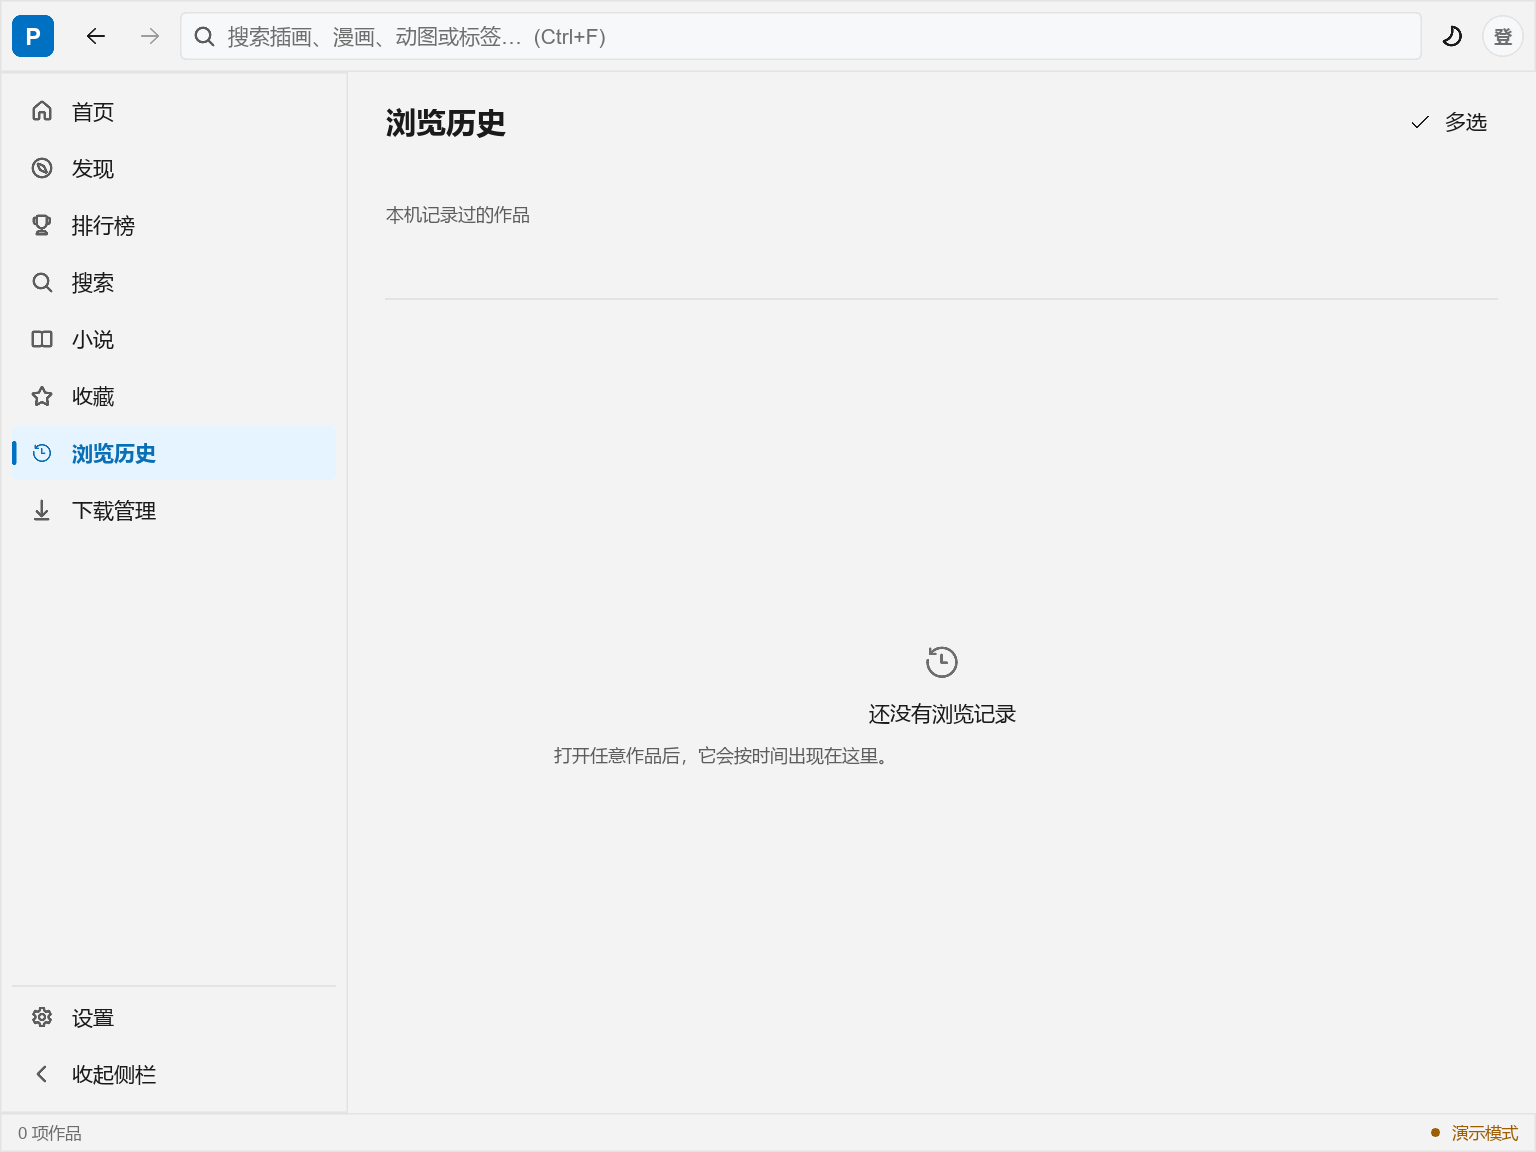 P
搜索插画、漫画、动图或标签… (Ctrl+F)
登
首页
发现
排行榜
搜索
小说
收藏
浏览历史
下载管理
设置
收起侧栏
浏览历史
多选
本机记录过的作品
还没有浏览记录
打开任意作品后，它会按时间出现在这里。
0 项作品
演示模式